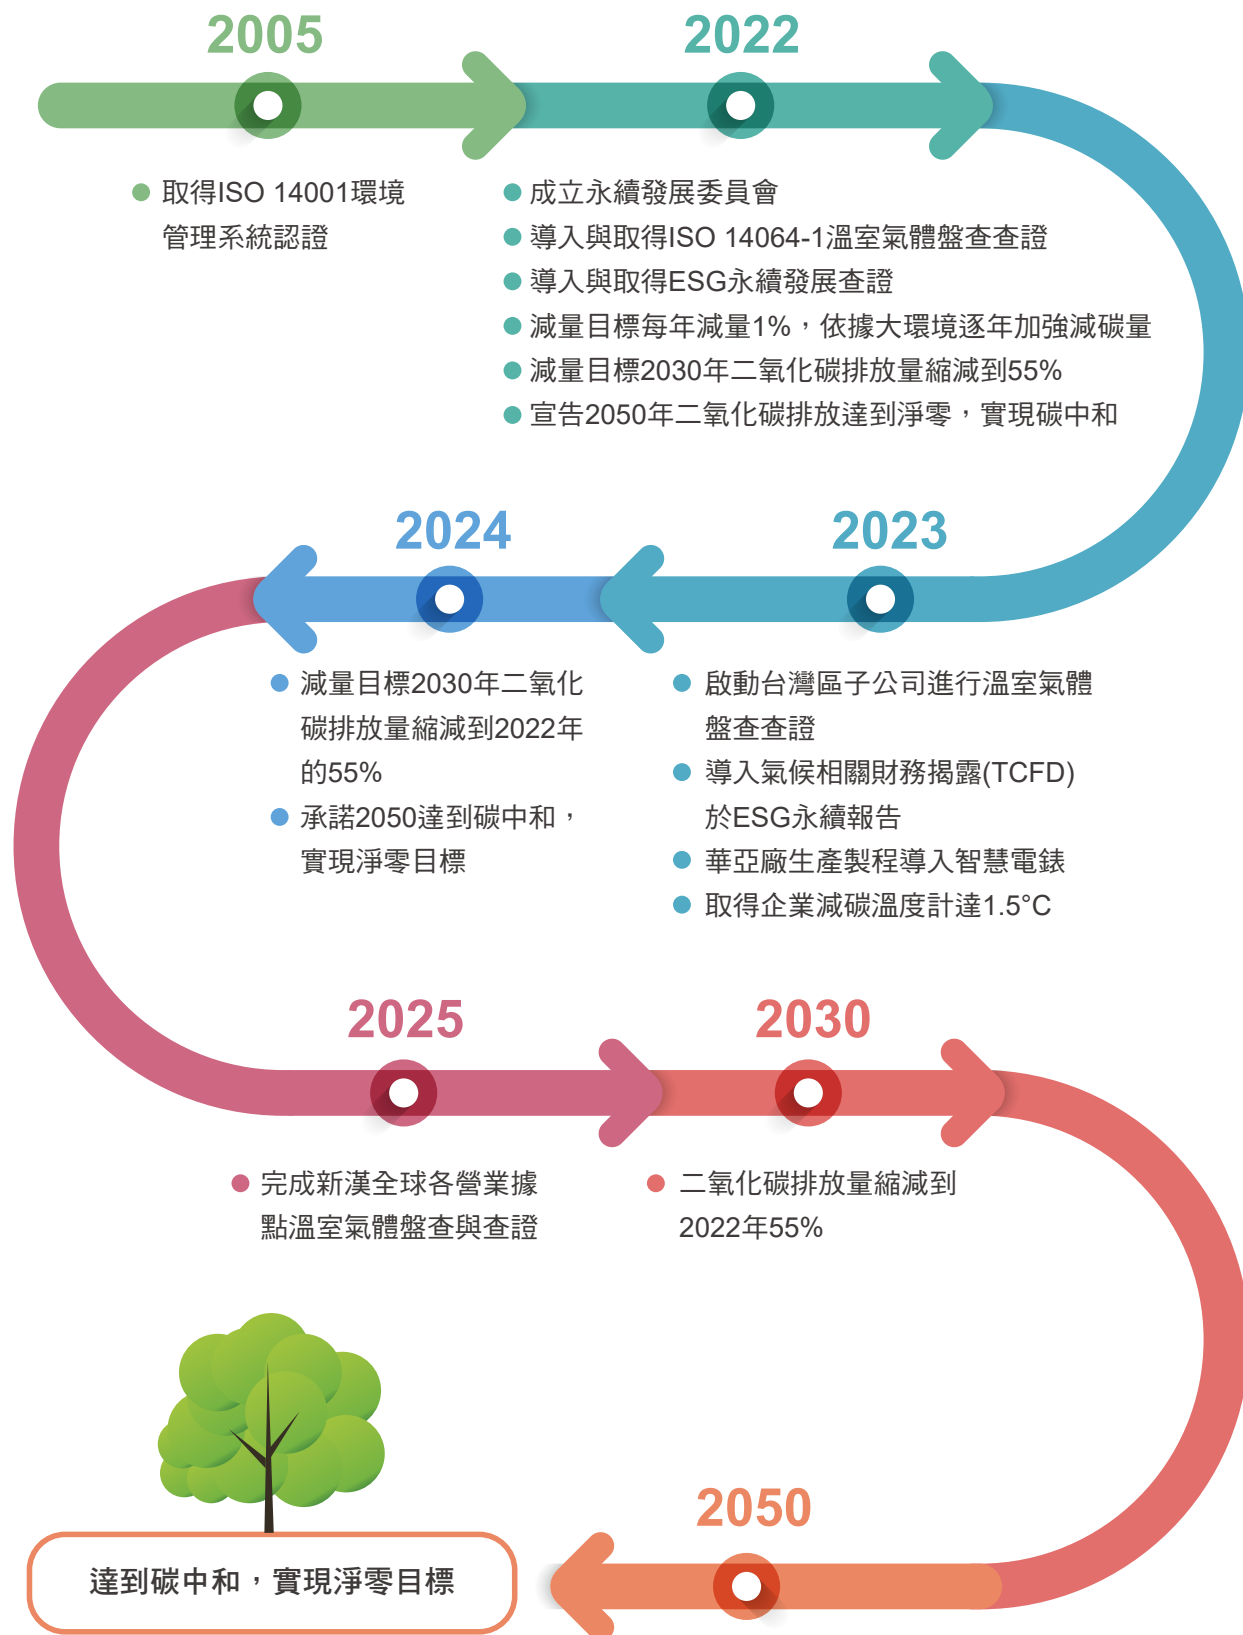 2005
取得ISO 14001環境
管理系統認證
2022
成立永續發展委員會
導入與取得ISO 14064-1溫室氣體盤查查證
導入與取得ESG永續發展查證
減量目標每年減量1%，依據大環境逐年加強減碳量
減量目標2030年二氧化碳排放量縮減到55%
宣告2050年二氧化碳排放達到淨零，實現碳中和
2023
啟動台灣區子公司進行溫室氣體
盤查查證
導入氣候相關財務揭露(TCFD)
於ESG永續報告
華亞廠生產製程導入智慧電錶
取得企業減碳溫度計達1.5°C
2024
減量目標2030年二氧化
碳排放量縮減到2022年
的55%
承諾2050達到碳中和，
實現淨零目標
2025
完成新漢全球各營業據
點溫室氣體盤查與查證
2030
二氧化碳排放量縮減到
2022年55%
2050
達到碳中和，實現淨零目標